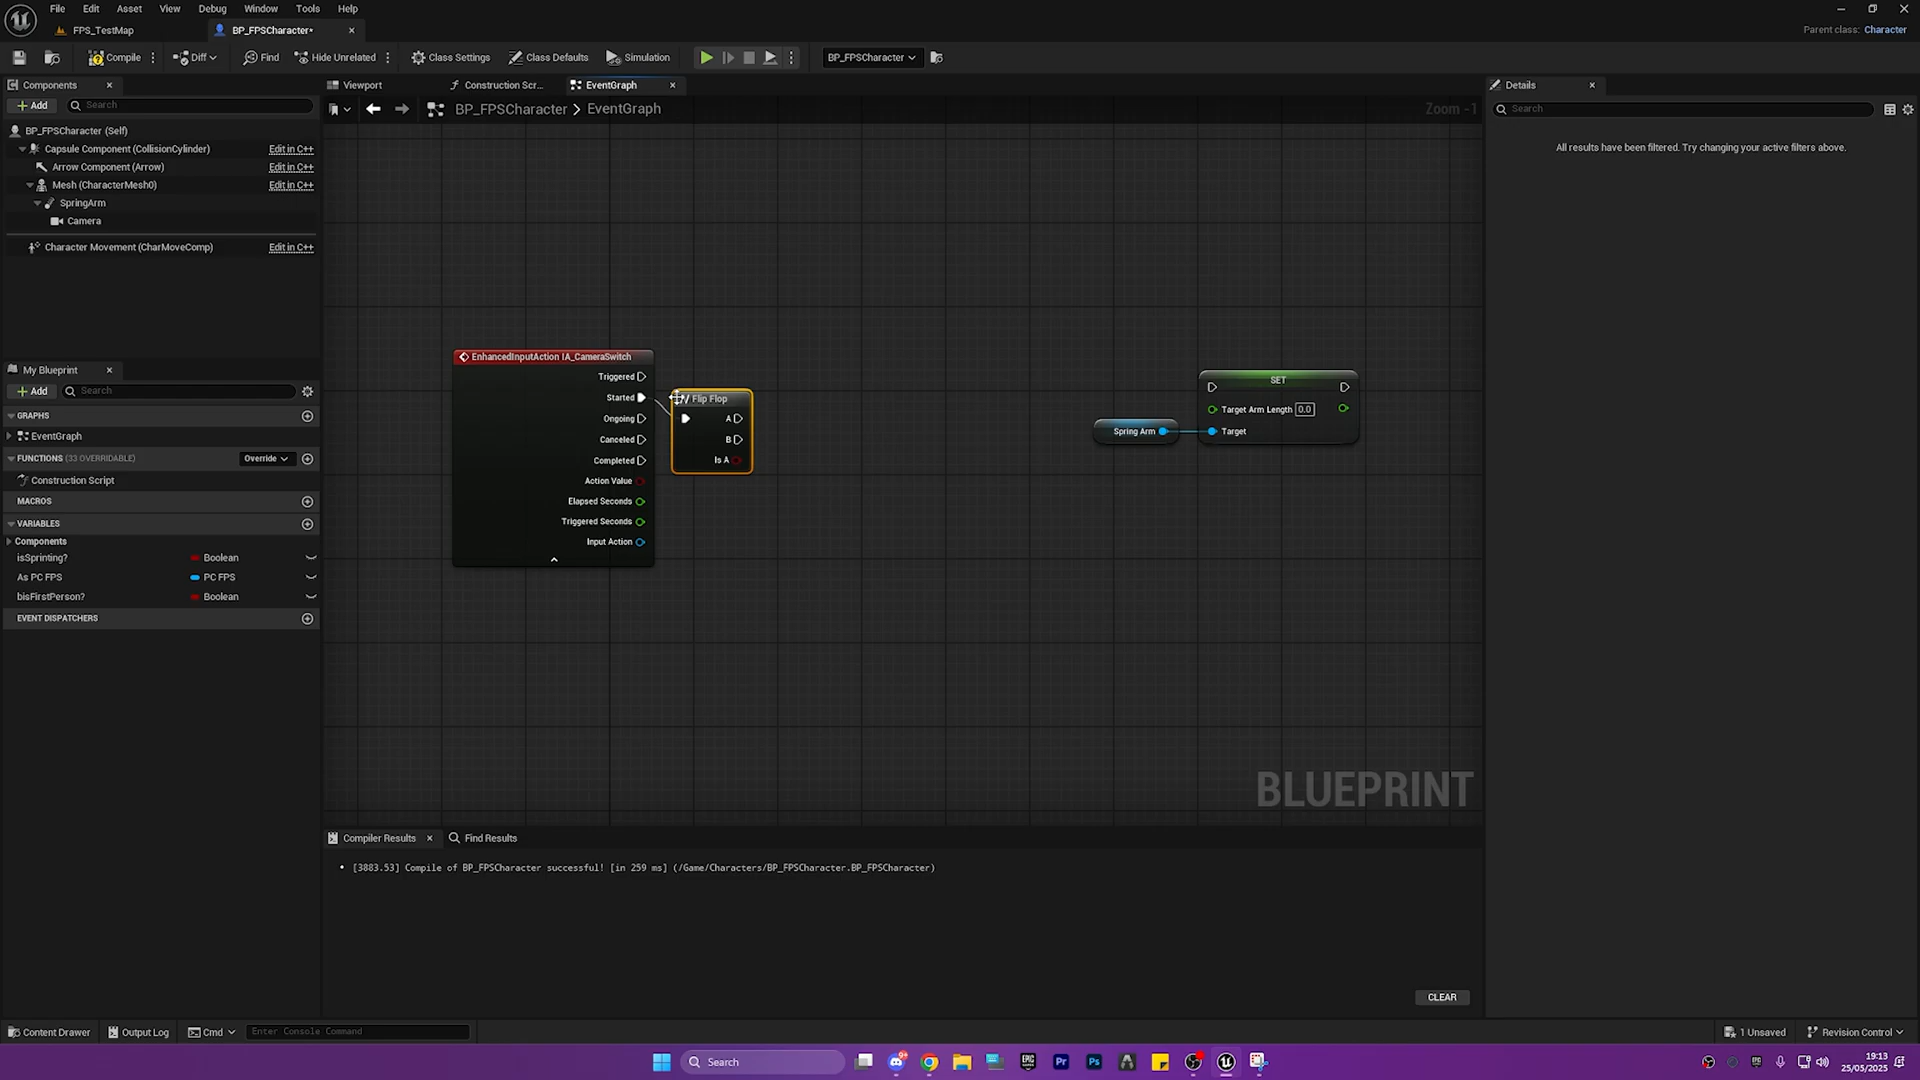 File Edit Asset View Debug Window Tools Help
FPS_TestMap
BP_FPSCharacter•
Parent class: Character
Compile
Diff
Find
Hide Unrelated
Class Settings
Class Defaults
Simulation
BP_FPSCharacter
Components
Add
Search
BP_FPSCharacter (Self)
Capsule Component (CollisionCylinder) Edit in C++
Arrow Component (Arrow) Edit in C++
Mesh (CharacterMesh0) Edit in C++
SpringArm
Camera
Character Movement (CharMoveComp) Edit in C++
My Blueprint
Add
Search
GRAPHS
EventGraph
FUNCTIONS (33 OVERRIDABLE) Override
Construction Script
MACROS
VARIABLES
Components
isSprinting? Boolean
As PC FPS PC FPS
bisFirstPerson? Boolean
EVENT DISPATCHERS
Viewport
Construction Scr...
EventGraph
BP_FPSCharacter > EventGraph
Zoom -1
EnhancedInputAction IA_CameraSwitch
Triggered
Started
Ongoing
Canceled
Completed
Action Value
Elapsed Seconds
Triggered Seconds
Input Action
Flip Flop
A
B
Is A
Spring Arm
SET
Target Arm Length 0.0
Target
BLUEPRINT
Compiler Results
Find Results
• [3883.53] Compile of BP_FPSCharacter successful! [in 259 ms] (/Game/Characters/BP_FPSCharacter.BP_FPSCharacter)
CLEAR
Details
Search
All results have been filtered. Try changing your active filters above.
Content Drawer
Output Log
Cmd
Enter Console Command
1 Unsaved
Revision Control
Search
EPIC
Pr
Ps
19:13
25/05/2025